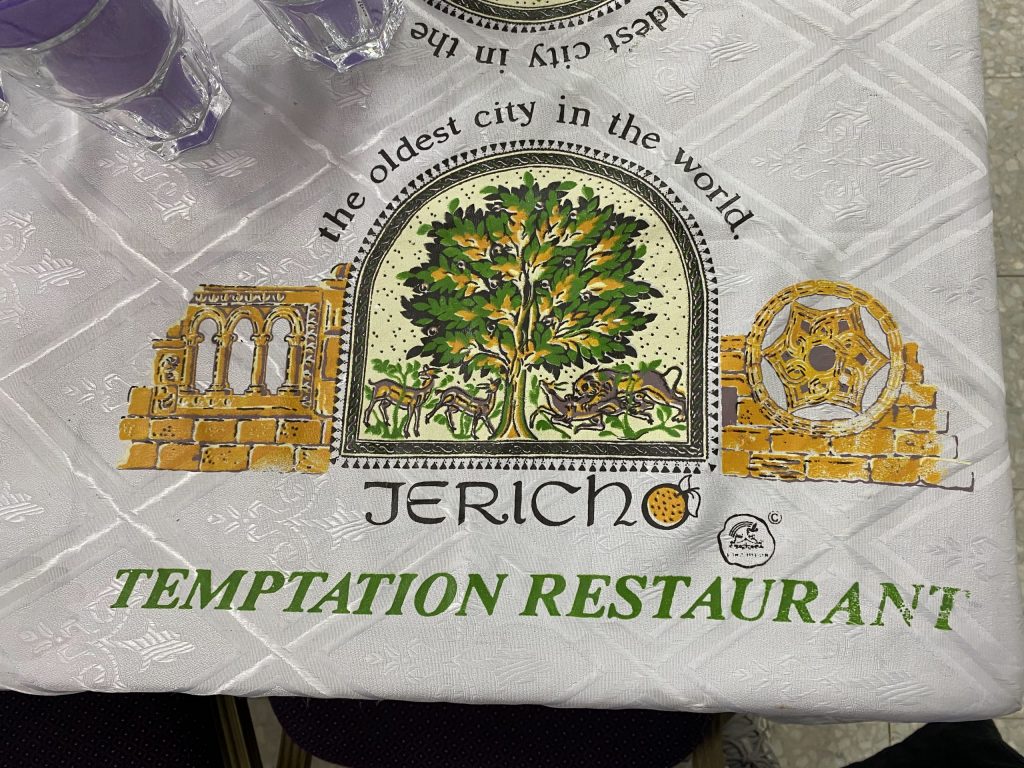 oldest city in the
the oldest city in the world.
JERICHO
©
TEMPTATION RESTAURANT